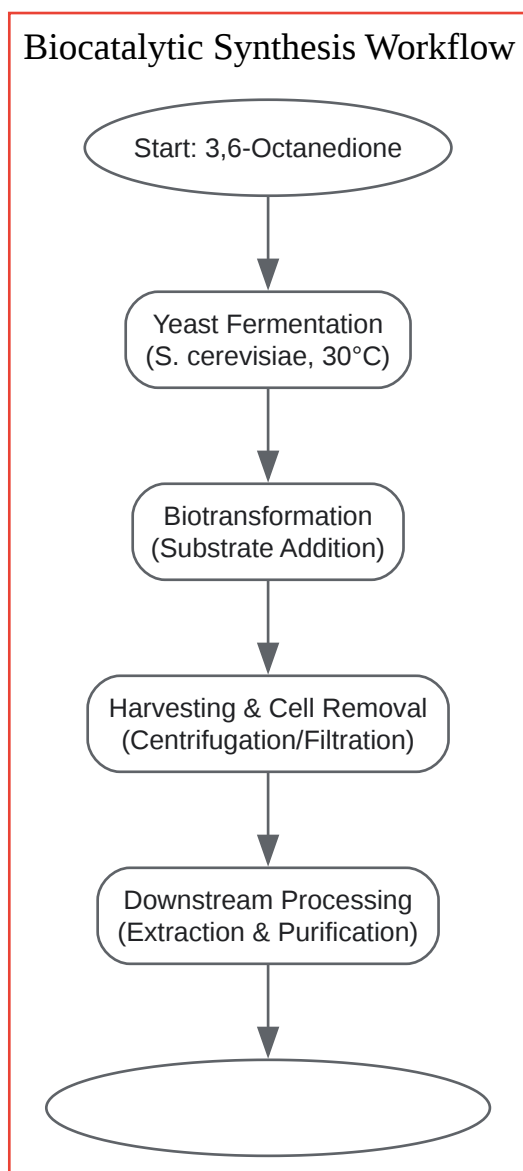 Biocatalytic Synthesis Workflow
Start: 3,6-Octanedione
Yeast Fermentation
(S. cerevisiae, 30°C)
Biotransformation
(Substrate Addition)
Harvesting & Cell Removal
(Centrifugation/Filtration)
Downstream Processing
(Extraction & Purification)